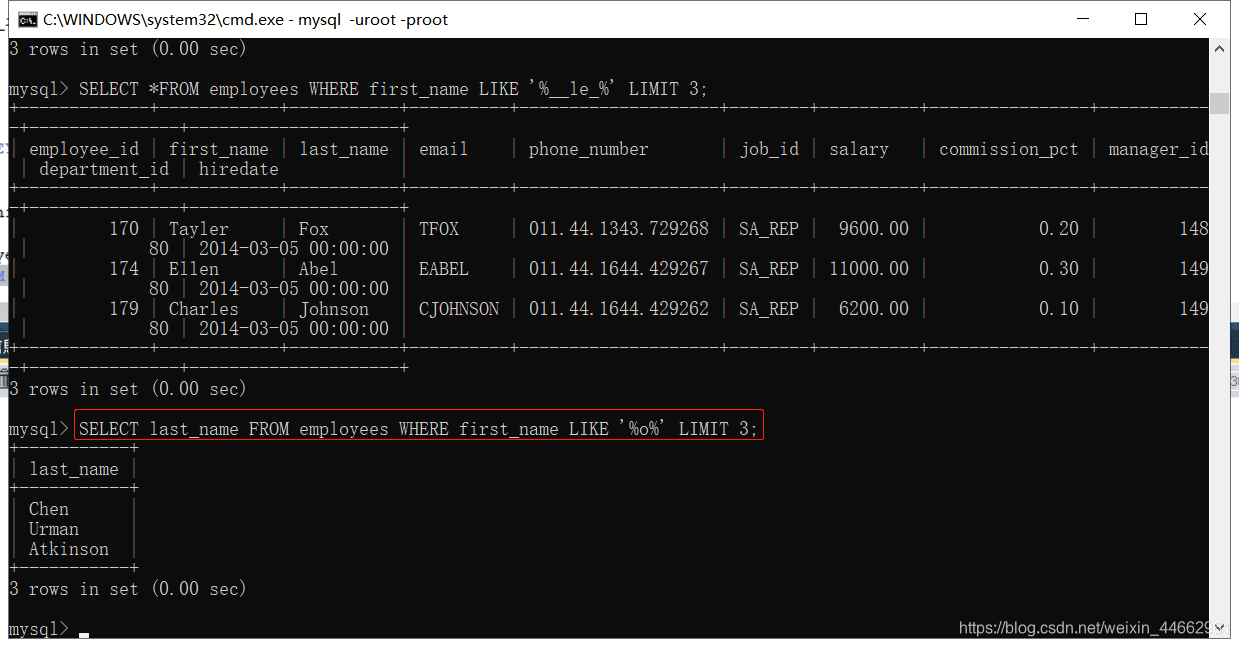 C:\WINDOWS\system32\cmd.exe - mysql -uroot -proot
3 rows in set (0.00 sec)
mysql> SELECT *FROM employees WHERE first_name LIKE '%__le_%' LIMIT 3;
+-------------+------------+-----------+----------+--------------------+--------+----------+----------------+-----------
-+---------------+---------------------+
| employee_id | first_name | last_name | email | phone_number | job_id | salary | commission_pct | manager_id
| department_id | hiredate |
+-------------+------------+-----------+----------+--------------------+--------+----------+----------------+-----------
-+---------------+---------------------+
| 170 | Tayler | Fox | TFOX | 011.44.1343.729268 | SA_REP | 9600.00 | 0.20 | 148
| 80 | 2014-03-05 00:00:00 |
| 174 | Ellen | Abel | EABEL | 011.44.1644.429267 | SA_REP | 11000.00 | 0.30 | 149
| 80 | 2014-03-05 00:00:00 |
| 179 | Charles | Johnson | CJOHNSON | 011.44.1644.429262 | SA_REP | 6200.00 | 0.10 | 149
| 80 | 2014-03-05 00:00:00 |
+-------------+------------+-----------+----------+--------------------+--------+----------+----------------+-----------
-+---------------+---------------------+
3 rows in set (0.00 sec)
mysql> SELECT last_name FROM employees WHERE first_name LIKE '%o%' LIMIT 3;
+-----------+
| last_name |
+-----------+
| Chen |
| Urman |
| Atkinson |
+-----------+
3 rows in set (0.00 sec)
mysql>